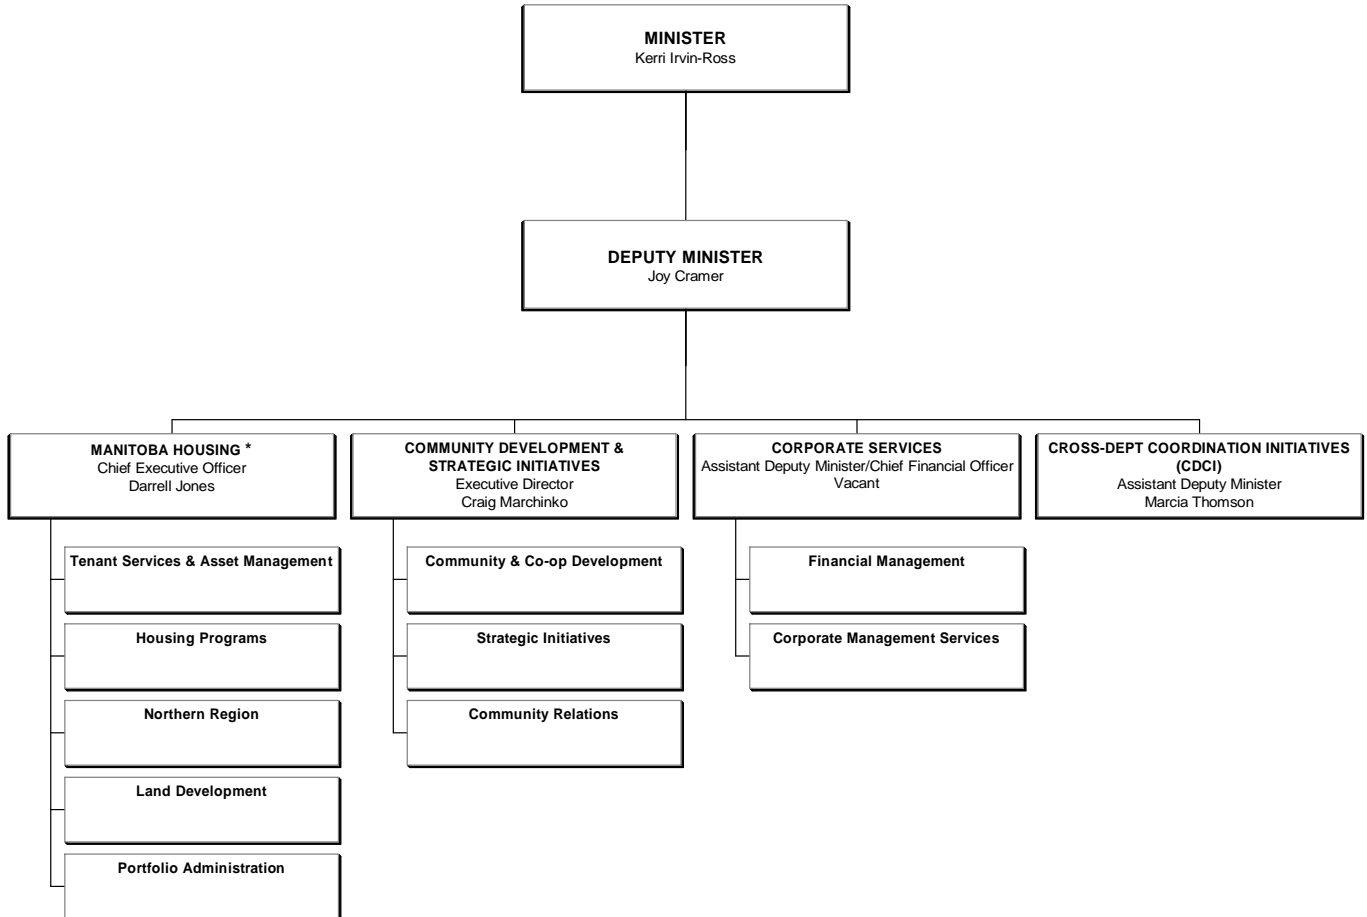 MINISTER
Kerri Irvin-Ross
DEPUTY MINISTER
Joy Cramer
MANITOBA HOUSING *
Chief Executive Officer
Darrell Jones
COMMUNITY DEVELOPMENT &
STRATEGIC INITIATIVES
Executive Director
Craig Marchinko
CORPORATE SERVICES
Assistant Deputy Minister/Chief Financial Officer
Vacant
CROSS-DEPT COORDINATION INITIATIVES
(CDCI)
Assistant Deputy Minister
Marcia Thomson
Tenant Services & Asset Management
Housing Programs
Northern Region
Land Development
Portfolio Administration
Community & Co-op Development
Strategic Initiatives
Community Relations
Financial Management
Corporate Management Services